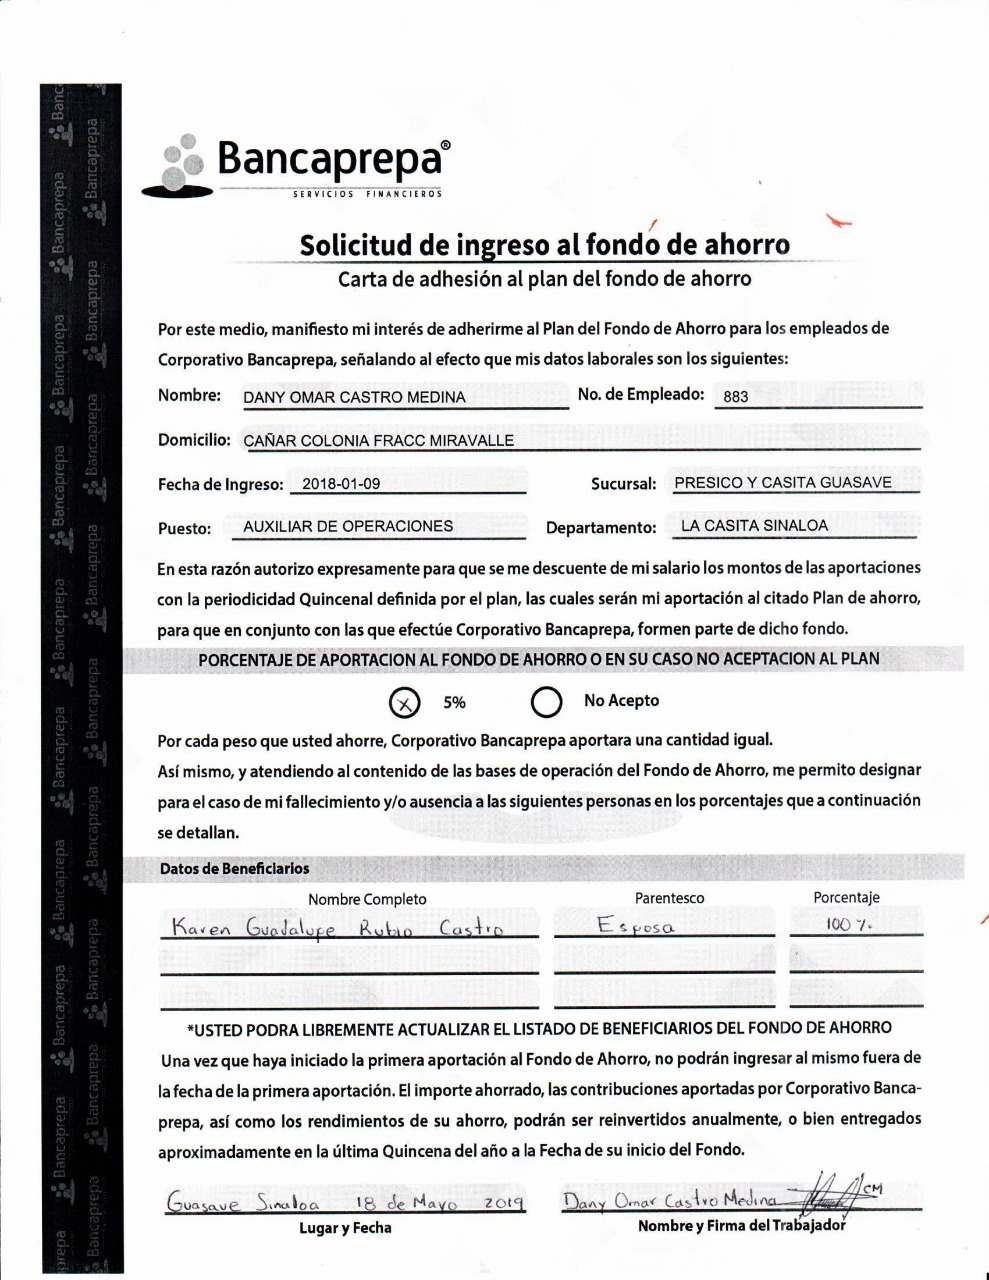 Bancaprepa®
SERVICIOS FINANCIEROS
Solicitud de ingreso al fondo de ahorro
Carta de adhesión al plan del fondo de ahorro
Por este medio, manifiesto mi interés de adherirme al Plan del Fondo de Ahorro para los empleados de
Corporativo Bancaprepa, señalando al efecto que mis datos laborales son los siguientes:
Nombre: DANY OMAR CASTRO MEDINA No. de Empleado: 883
Domicilio: CAÑAR COLONIA FRACC MIRAVALLE
Fecha de Ingreso: 2018-01-09 Sucursal: PRESICO Y CASITA GUASAVE
Puesto: AUXILIAR DE OPERACIONES Departamento: LA CASITA SINALOA
En esta razón autorizo expresamente para que se me descuente de mi salario los montos de las aportaciones
con la periodicidad Quincenal definida por el plan, las cuales serán mi aportación al citado Plan de ahorro,
para que en conjunto con las que efectúe Corporativo Bancaprepa, formen parte de dicho fondo.
PORCENTAJE DE APORTACION AL FONDO DE AHORRO O EN SU CASO NO ACEPTACION AL PLAN
X 5% No Acepto
Por cada peso que usted ahorre, Corporativo Bancaprepa aportara una cantidad igual.
Así mismo, y atendiendo al contenido de las bases de operación del Fondo de Ahorro, me permito designar
para el caso de mi fallecimiento y/o ausencia a las siguientes personas en los porcentajes que a continuación
se detallan.
Datos de Beneficiarios
Nombre Completo Parentesco Porcentaje
Karen Guadalupe Rubio Castro Esposa 100 %
*USTED PODRA LIBREMENTE ACTUALIZAR EL LISTADO DE BENEFICIARIOS DEL FONDO DE AHORRO
Una vez que haya iniciado la primera aportación al Fondo de Ahorro, no podrán ingresar al mismo fuera de
la fecha de la primera aportación. El importe ahorrado, las contribuciones aportadas por Corporativo Banca-
prepa, así como los rendimientos de su ahorro, podrán ser reinvertidos anualmente, o bien entregados
aproximadamente en la última Quincena del año a la Fecha de su inicio del Fondo.
Guasave Sinaloa 18 de Mayo 2019 Dany Omar Castro Medina CM
Lugar y Fecha Nombre y Firma del Trabajador